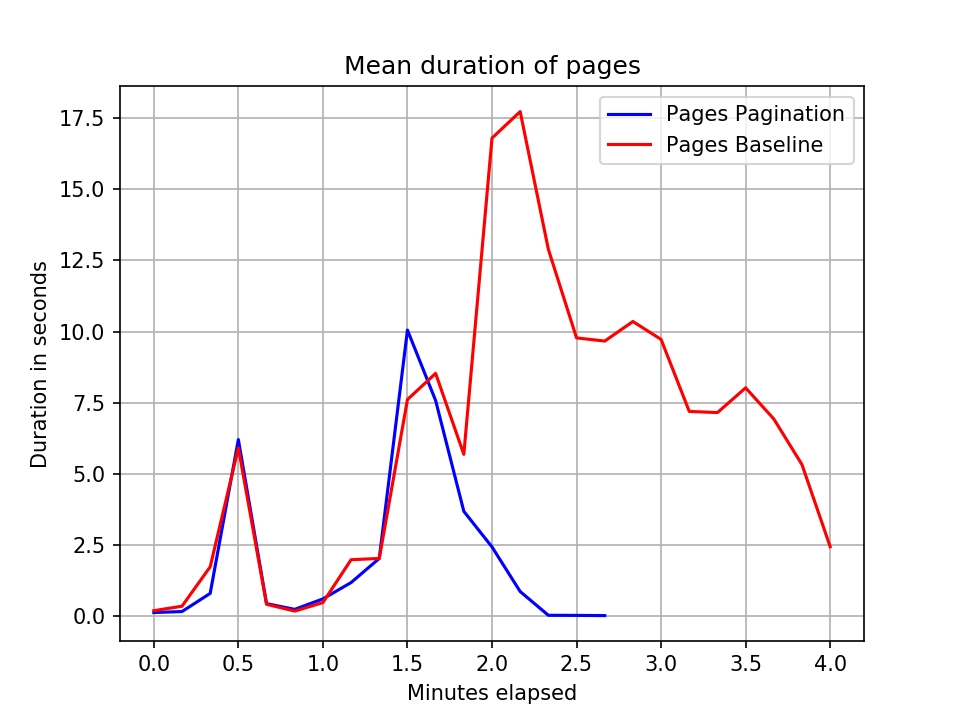 Mean duration of pages
Pages Pagination
Pages Baseline
Duration in seconds
17.5
15.0
12.5
10.0
7.5
5.0
2.5
0.0
0.0 0.5 1.0 1.5 2.0 2.5 3.0 3.5 4.0
Minutes elapsed